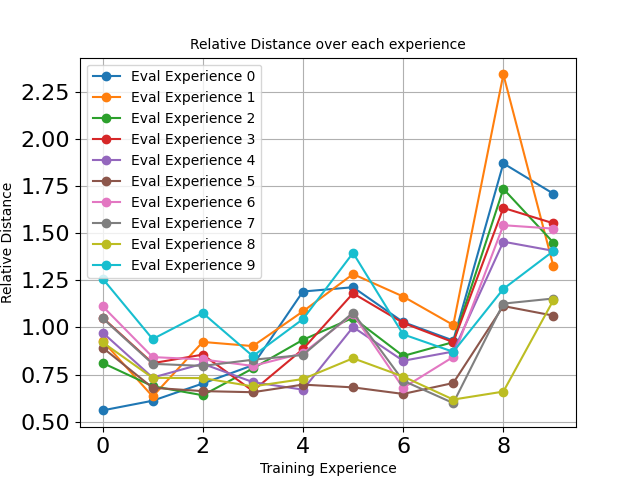 Relative Distance over each experience
Eval Experience 0
Eval Experience 1
Eval Experience 2
Eval Experience 3
Eval Experience 4
Eval Experience 5
Eval Experience 6
Eval Experience 7
Eval Experience 8
Eval Experience 9
Relative Distance
2.25
2.00
1.75
1.50
1.25
1.00
0.75
0.50
0 2 4 6 8
Training Experience